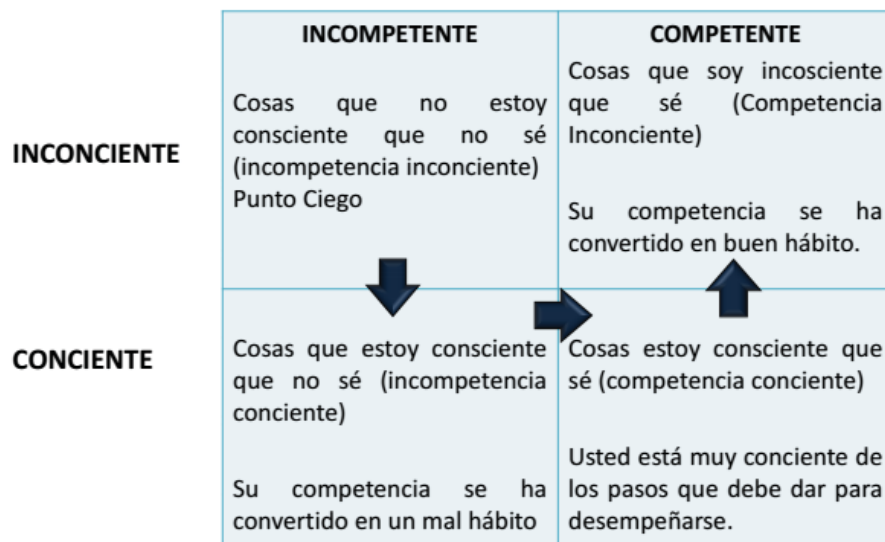 INCOMPETENTE
COMPETENTE
INCONCIENTE
Cosas que no estoy
consciente que no sé
(incompetencia inconciente)
Punto Ciego
Cosas que soy incosciente
que sé (Competencia
Inconciente)
Su competencia se ha
convertido en buen hábito.
CONCIENTE
Cosas que estoy consciente
que no sé (incompetencia
conciente)
Su competencia se ha
convertido en un mal hábito
Cosas estoy consciente que
sé (competencia conciente)
Usted está muy conciente de
los pasos que debe dar para
desempeñarse.